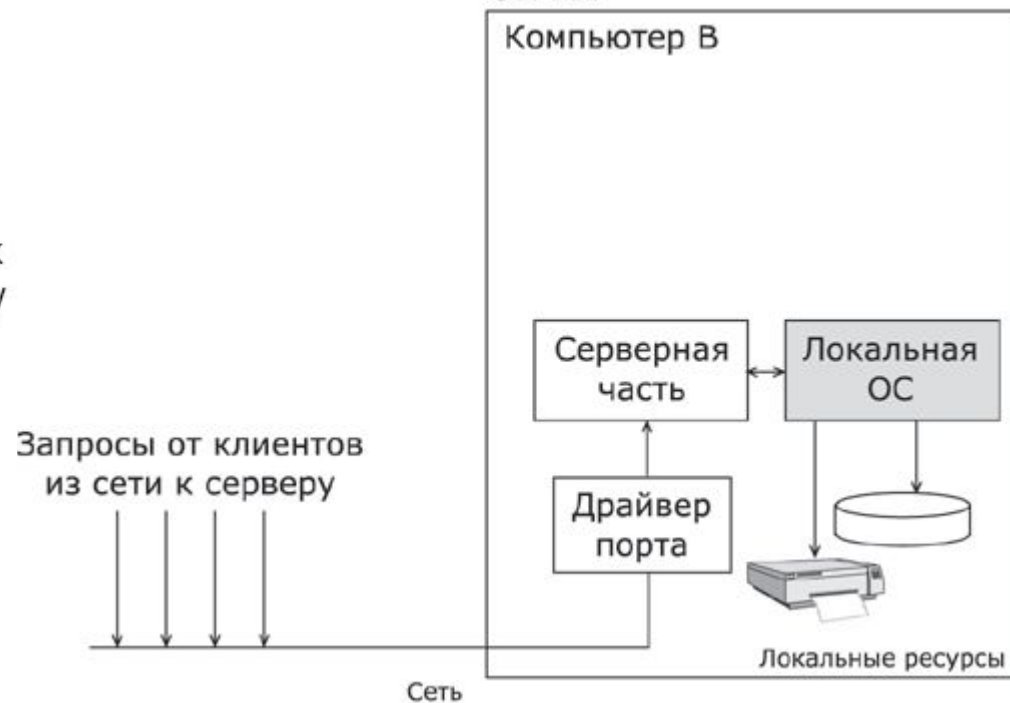 Компьютер В
Серверная
часть
Локальная
ОС
Запросы от клиентов
из сети к серверу
Драйвер
порта
Локальные ресурсы
Сеть